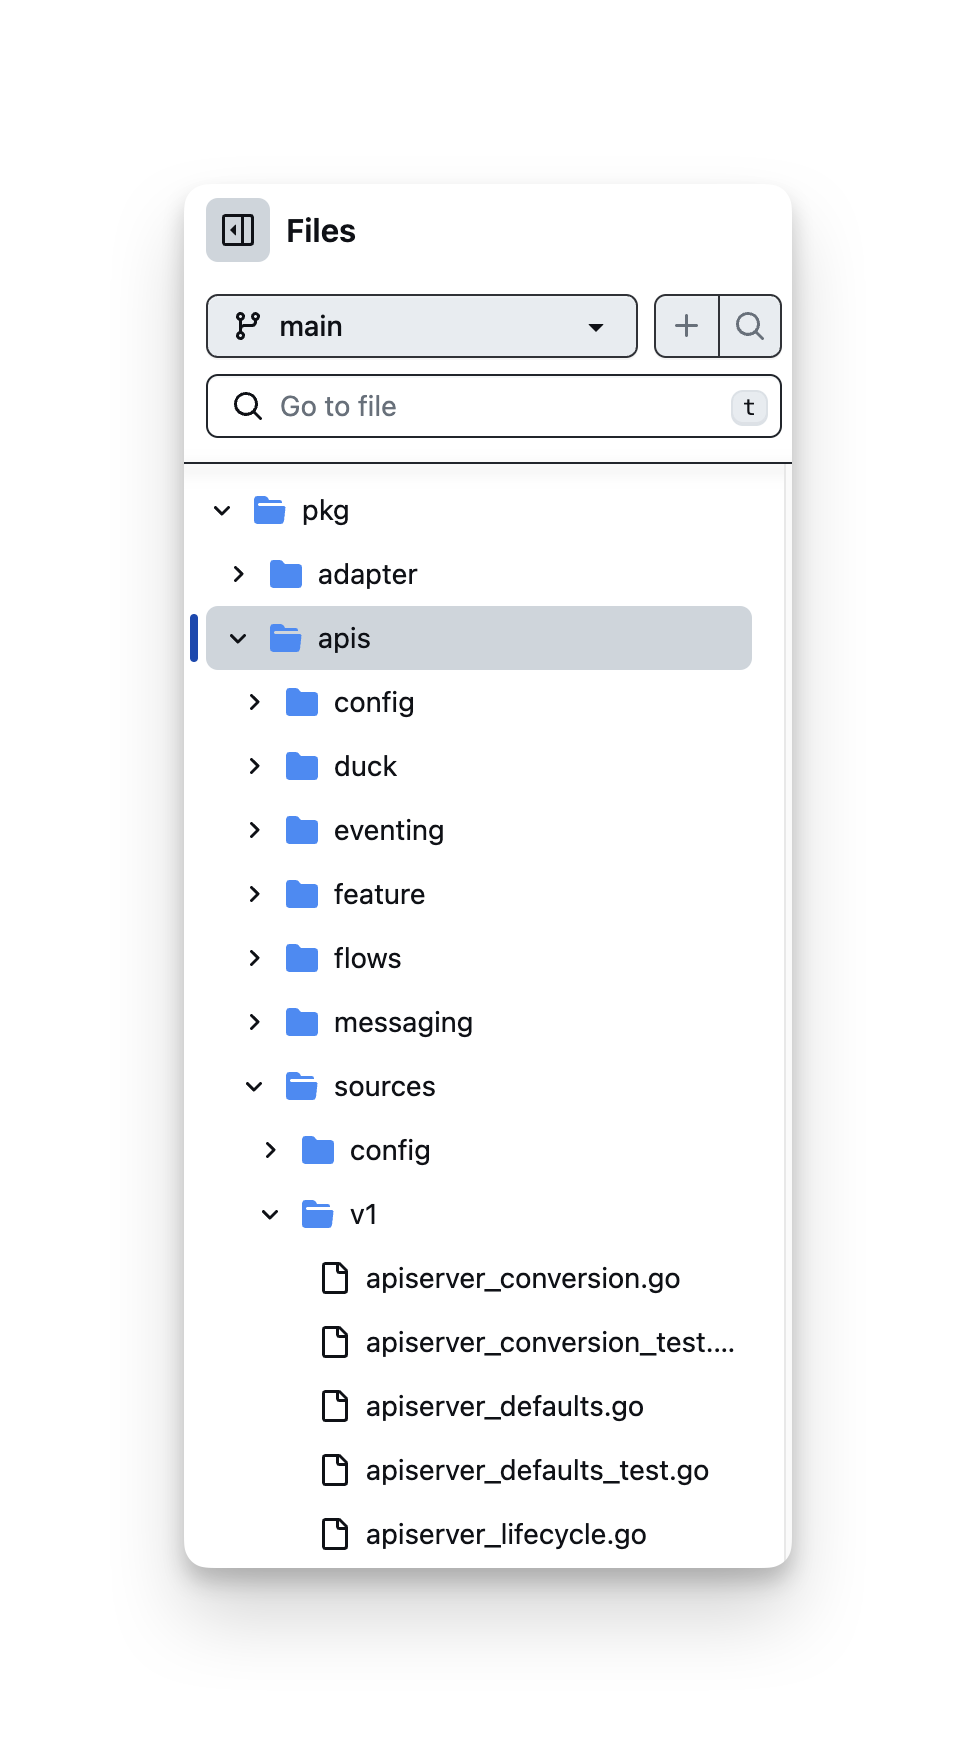 Files
main
Go to file t
pkg
adapter
apis
config
duck
eventing
feature
flows
messaging
sources
config
v1
apiserver_conversion.go
apiserver_conversion_test....
apiserver_defaults.go
apiserver_defaults_test.go
apiserver_lifecycle.go